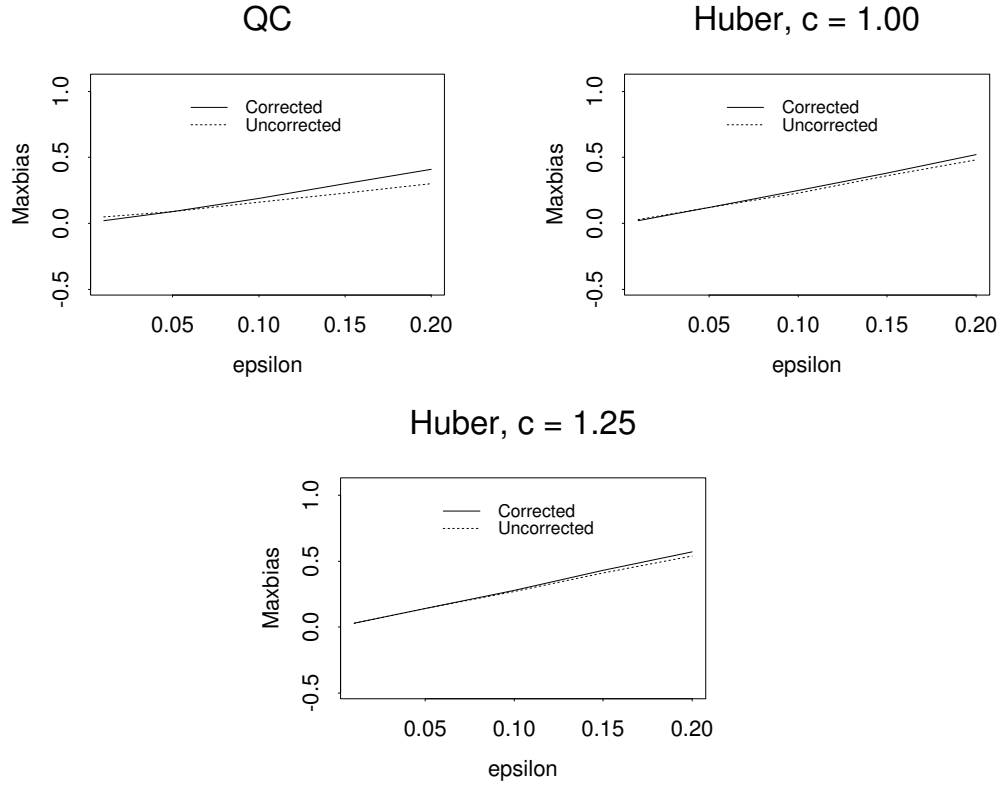 QC
1.0
0.5
0.0
-0.5
Maxbias
Corrected
Uncorrected
0.05 0.10 0.15 0.20
epsilon
Huber, c = 1.00
1.0
0.5
0.0
-0.5
Maxbias
Corrected
Uncorrected
0.05 0.10 0.15 0.20
epsilon
Huber, c = 1.25
1.0
0.5
0.0
-0.5
Maxbias
Corrected
Uncorrected
0.05 0.10 0.15 0.20
epsilon